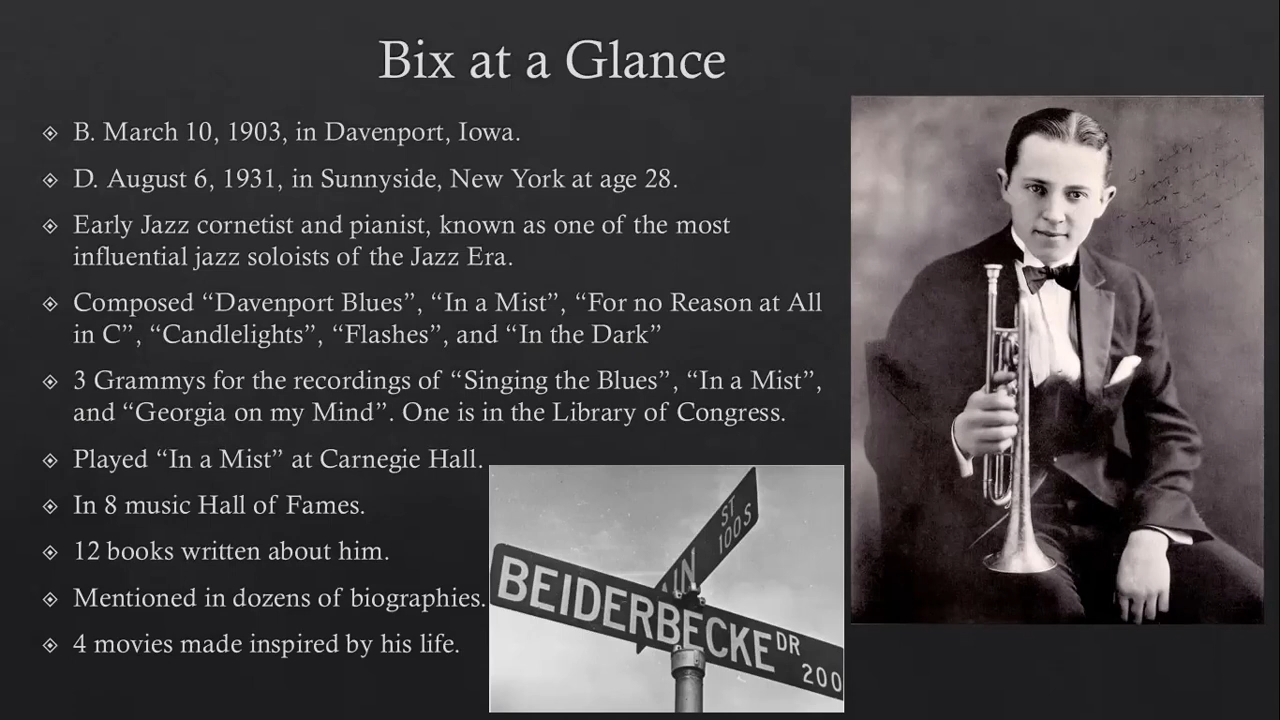 Bix at a Glance
B. March 10, 1903, in Davenport, Iowa.
D. August 6, 1931, in Sunnyside, New York at age 28.
Early Jazz cornetist and pianist, known as one of the most
influential jazz soloists of the Jazz Era.
Composed “Davenport Blues”, “In a Mist”, “For no Reason at All
in C”, “Candlelights”, “Flashes”, and “In the Dark”
3 Grammys for the recordings of “Singing the Blues”, “In a Mist”,
and “Georgia on my Mind”. One is in the Library of Congress.
Played “In a Mist” at Carnegie Hall.
In 8 music Hall of Fames.
12 books written about him.
Mentioned in dozens of biographies.
4 movies made inspired by his life.
ST
100 S
BEIDERBECKE DR
200